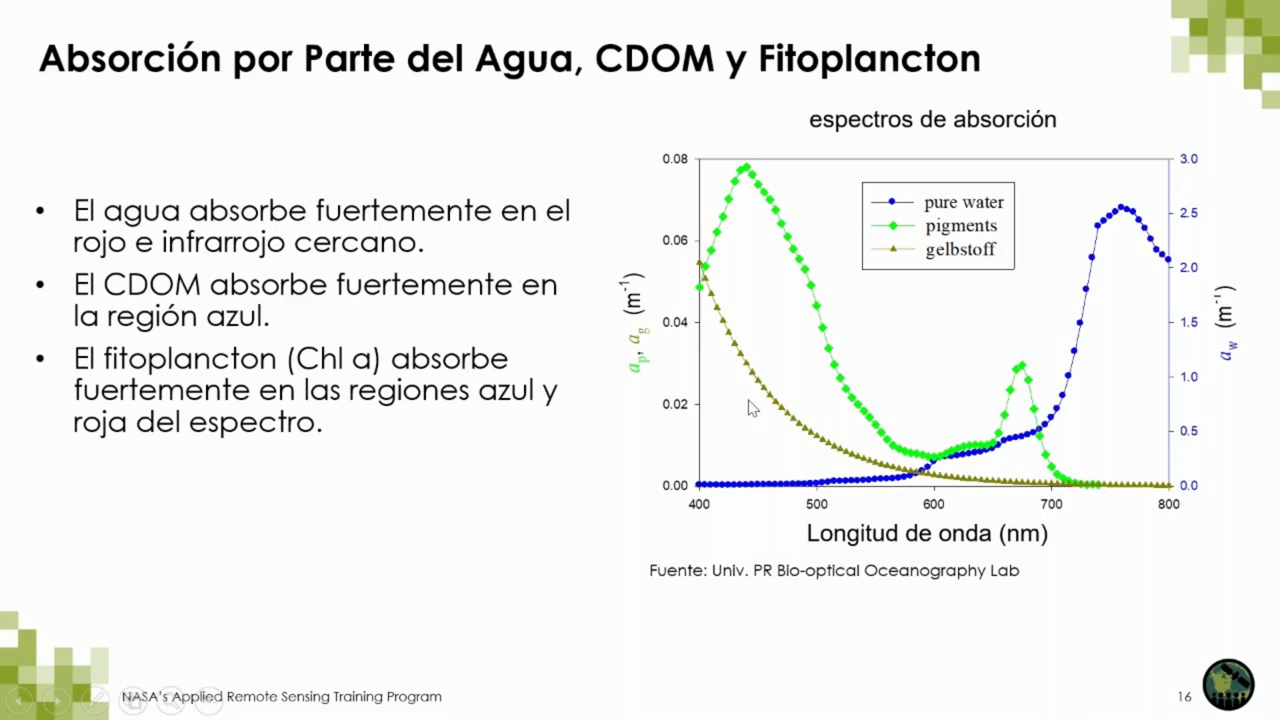 Absorción por Parte del Agua, CDOM y Fitoplancton
• El agua absorbe fuertemente en el
rojo e infrarrojo cercano.
• El CDOM absorbe fuertemente en
la región azul.
• El fitoplancton (Chl a) absorbe
fuertemente en las regiones azul y
roja del espectro.
espectros de absorción
0.08
0.06
0.04
0.02
0.00
ap, ag (m-1)
pure water
pigments
gelbstoff
3.0
2.5
2.0
1.5
1.0
0.5
0.0
aw (m-1)
400 500 600 700 800
Longitud de onda (nm)
Fuente: Univ. PR Bio-optical Oceanography Lab
NASA's Applied Remote Sensing Training Program
16